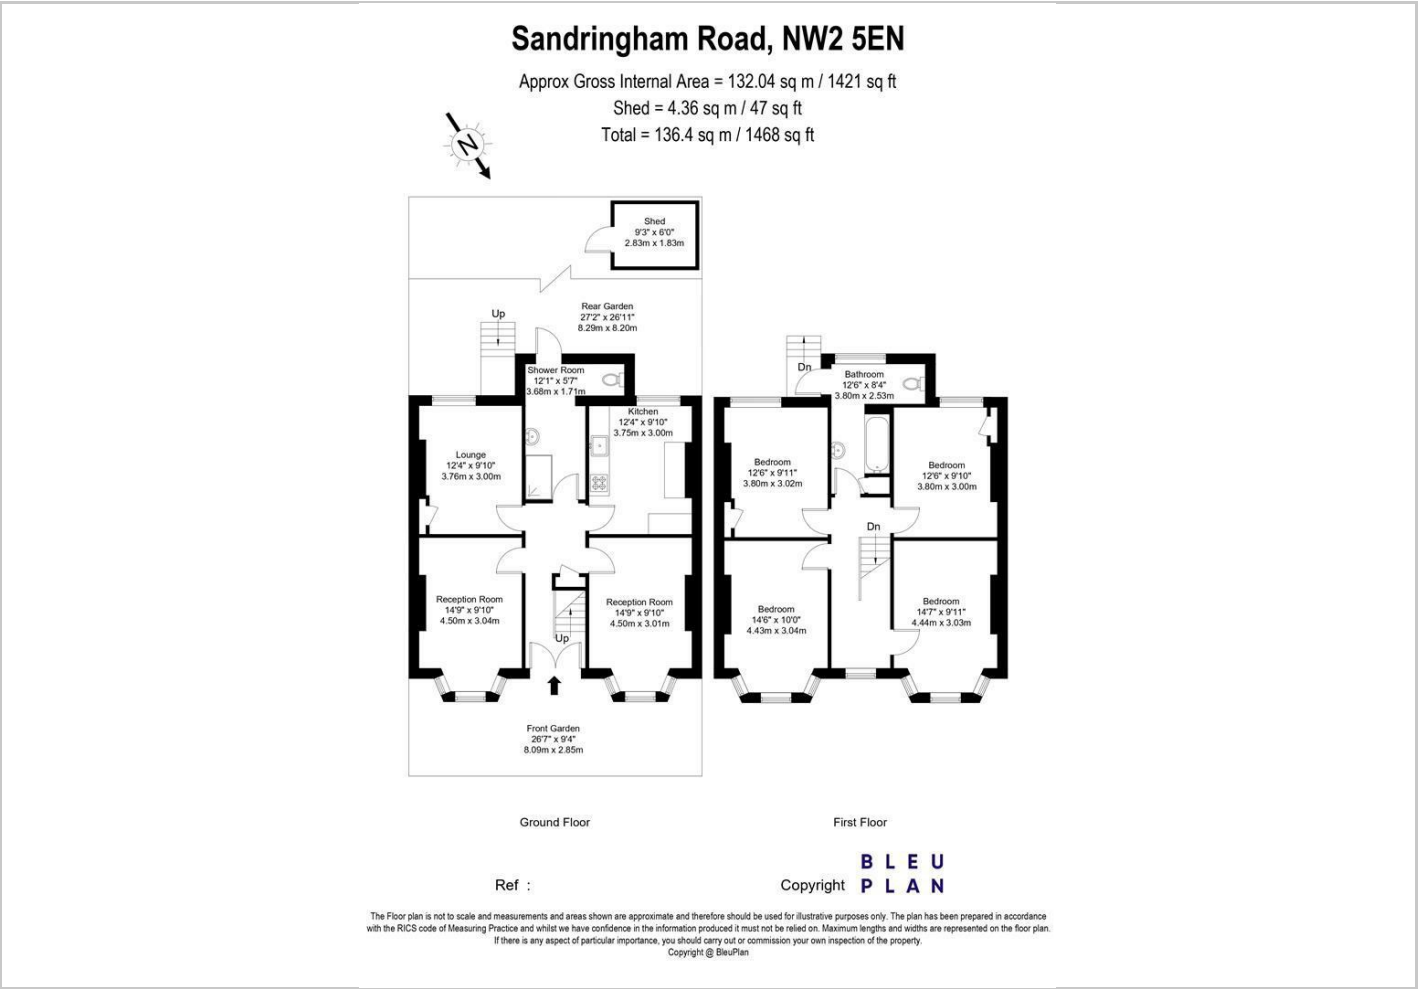 Sandringham Road, NW2 5EN
Approx Gross Internal Area = 132.04 sq m / 1421 sq ft
Shed = 4.36 sq m / 47 sq ft
Total = 136.4 sq m / 1468 sq ft
N
Shed
9'3" x 6'0"
2.83m x 1.83m
Rear Garden
27'2" x 26'11"
8.29m x 8.20m
Up
Shower Room
12'1" x 5'7"
3.68m x 1.71m
Kitchen
12'4" x 9'10"
3.75m x 3.00m
Lounge
12'4" x 9'10"
3.76m x 3.00m
Reception Room
14'9" x 9'10"
4.50m x 3.04m
Reception Room
14'9" x 9'10"
4.50m x 3.01m
Up
Front Garden
26'7" x 9'4"
8.09m x 2.85m
Dn
Bathroom
12'6" x 8'4"
3.80m x 2.53m
Bedroom
12'6" x 9'11"
3.80m x 3.02m
Bedroom
12'6" x 9'10"
3.80m x 3.00m
Dn
Bedroom
14'6" x 10'0"
4.43m x 3.04m
Bedroom
14'7" x 9'11"
4.44m x 3.03m
Ground Floor
First Floor
Ref :
Copyright
BLEU
PLAN
The Floor plan is not to scale and measurements and areas shown are approximate and therefore should be used for illustrative purposes only. The plan has been prepared in accordance
with the RICS code of Measuring Practice and whilst we have confidence in the information produced it must not be relied on. Maximum lengths and widths are represented on the floor plan.
If there is any aspect of particular importance, you should carry out or commission your own inspection of the property.
Copyright @ BleuPlan